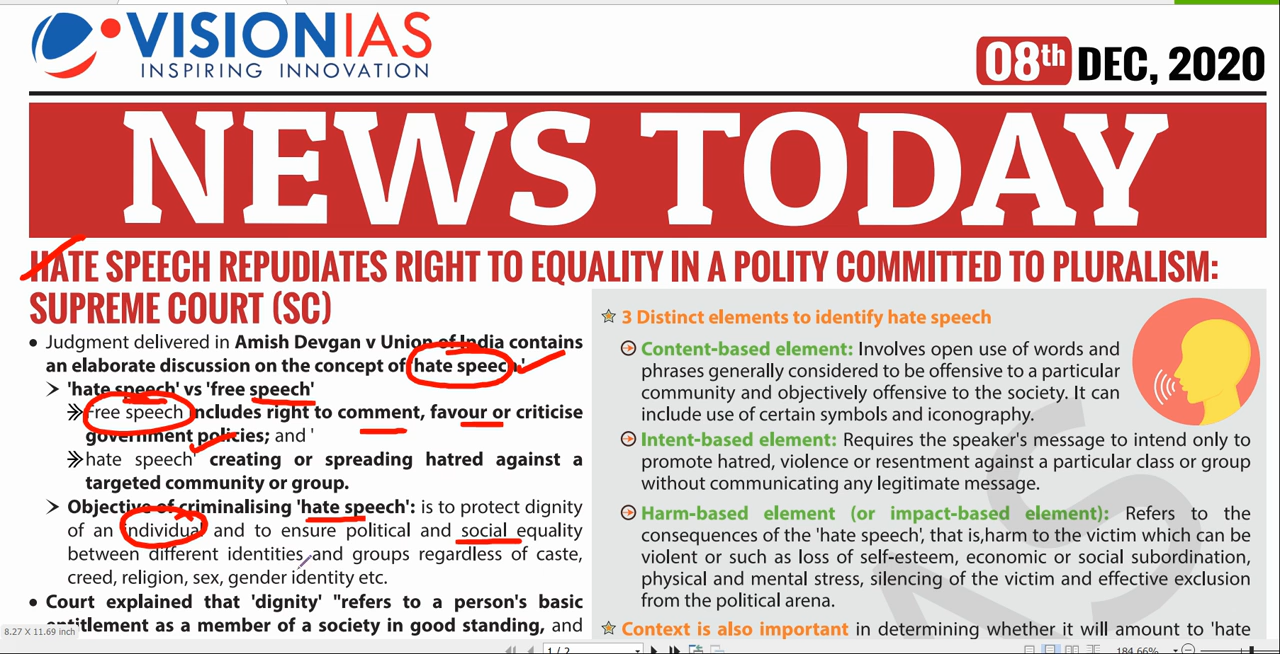 VISIONIAS
INSPIRING INNOVATION
08th DEC, 2020
NEWS TODAY
HATE SPEECH REPUDIATES RIGHT TO EQUALITY IN A POLITY COMMITTED TO PLURALISM:
SUPREME COURT (SC)
• Judgment delivered in Amish Devgan v Union of India contains
an elaborate discussion on the concept of 'hate speech.'
'hate speech' vs 'free speech'
Free speech includes right to comment, favour or criticise
government policies; and '
hate speech' creating or spreading hatred against a
targeted community or group.
Objective of criminalising 'hate speech': is to protect dignity
of an individual and to ensure political and social equality
between different identities and groups regardless of caste,
creed, religion, sex, gender identity etc.
• Court explained that 'dignity' "refers to a person's basic
entitlement as a member of a society in good standing, and
3 Distinct elements to identify hate speech
Content-based element: Involves open use of words and
phrases generally considered to be offensive to a particular
community and objectively offensive to the society. It can
include use of certain symbols and iconography.
Intent-based element: Requires the speaker's message to intend only to
promote hatred, violence or resentment against a particular class or group
without communicating any legitimate message.
Harm-based element (or impact-based element): Refers to the
consequences of the 'hate speech', that is,harm to the victim which can be
violent or such as loss of self-esteem, economic or social subordination,
physical and mental stress, silencing of the victim and effective exclusion
from the political arena.
Context is also important in determining whether it will amount to 'hate
8.27 X 11.69 inch
1 / 2
184.66%